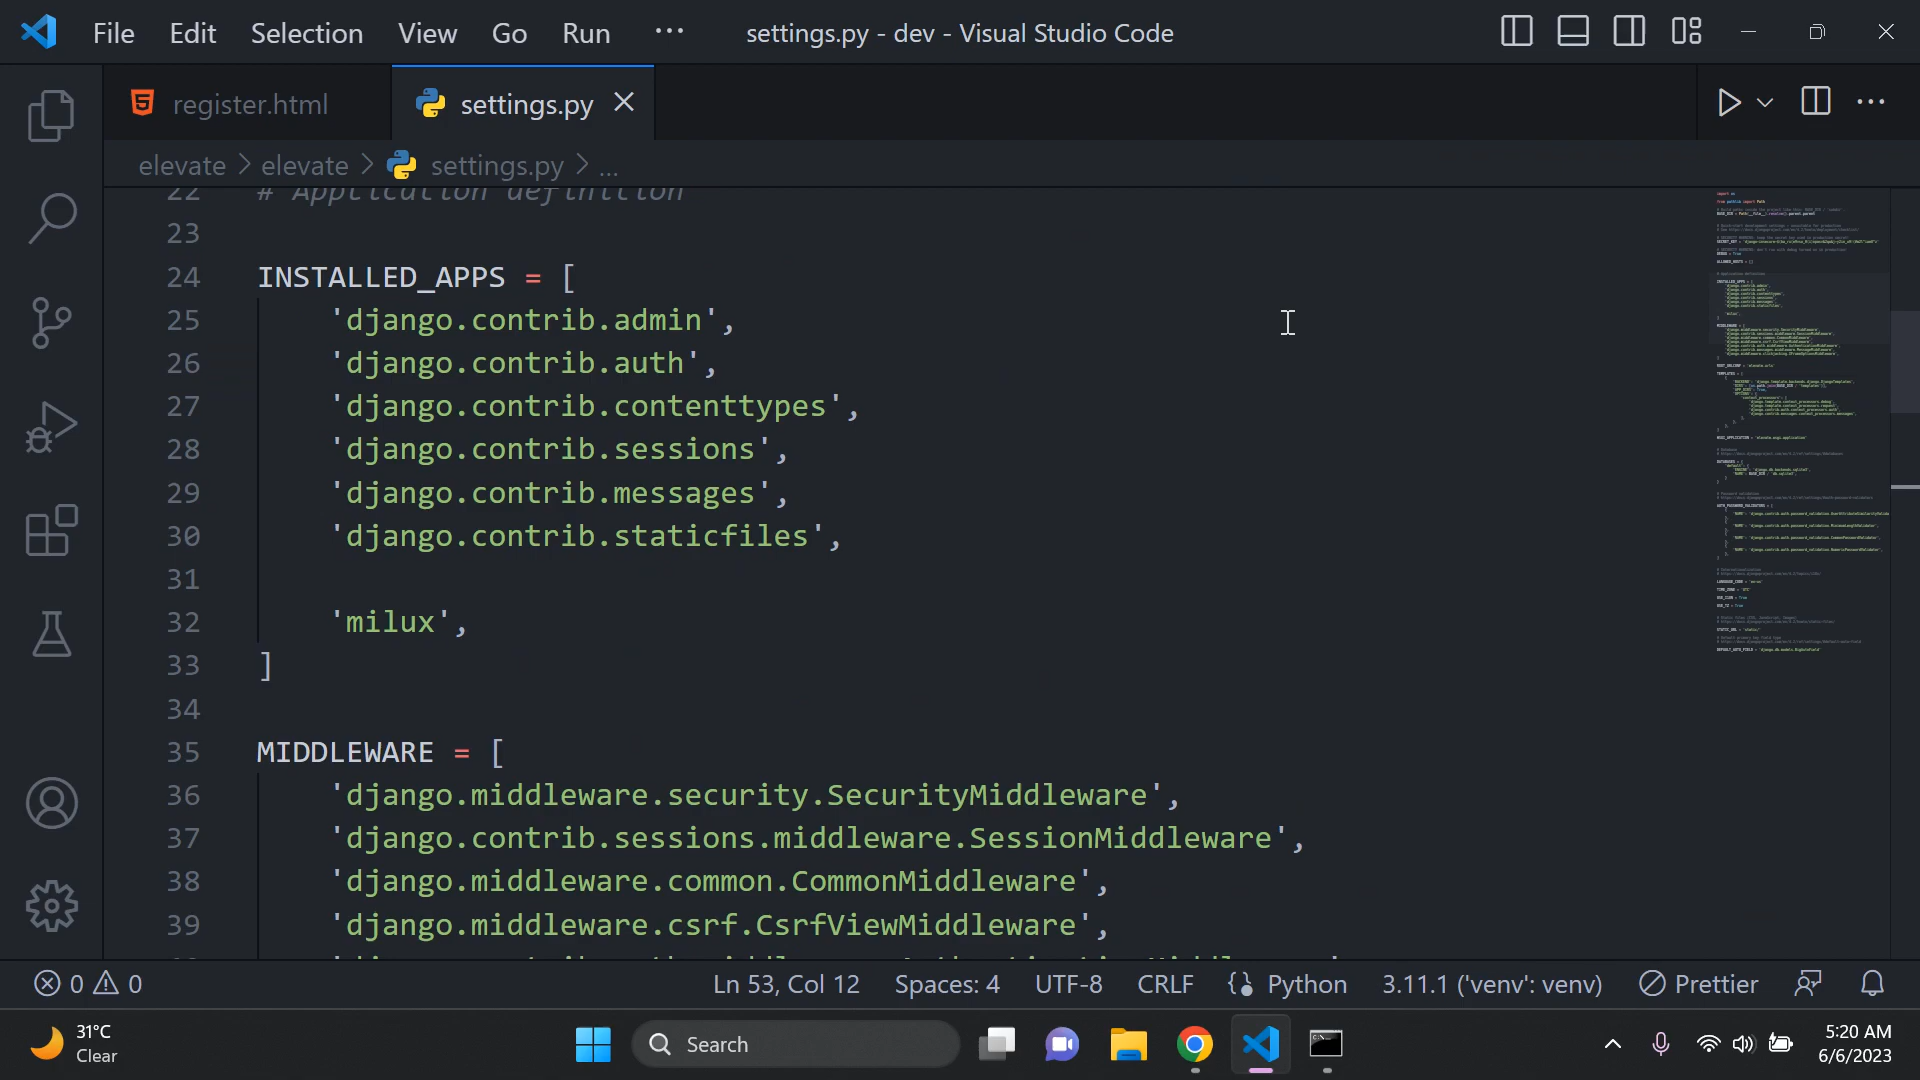 File Edit Selection View Go Run ··· settings.py - dev - Visual Studio Code
register.html settings.py
elevate > elevate > settings.py > ...
22 # Application definition
23
24 INSTALLED_APPS = [
25 'django.contrib.admin',
26 'django.contrib.auth',
27 'django.contrib.contenttypes',
28 'django.contrib.sessions',
29 'django.contrib.messages',
30 'django.contrib.staticfiles',
31
32 'milux',
33 ]
34
35 MIDDLEWARE = [
36 'django.middleware.security.SecurityMiddleware',
37 'django.contrib.sessions.middleware.SessionMiddleware',
38 'django.middleware.common.CommonMiddleware',
39 'django.middleware.csrf.CsrfViewMiddleware',
0 0 Ln 53, Col 12 Spaces: 4 UTF-8 CRLF Python 3.11.1 ('venv': venv) Prettier
31°C
Clear
Search
5:20 AM
6/6/2023